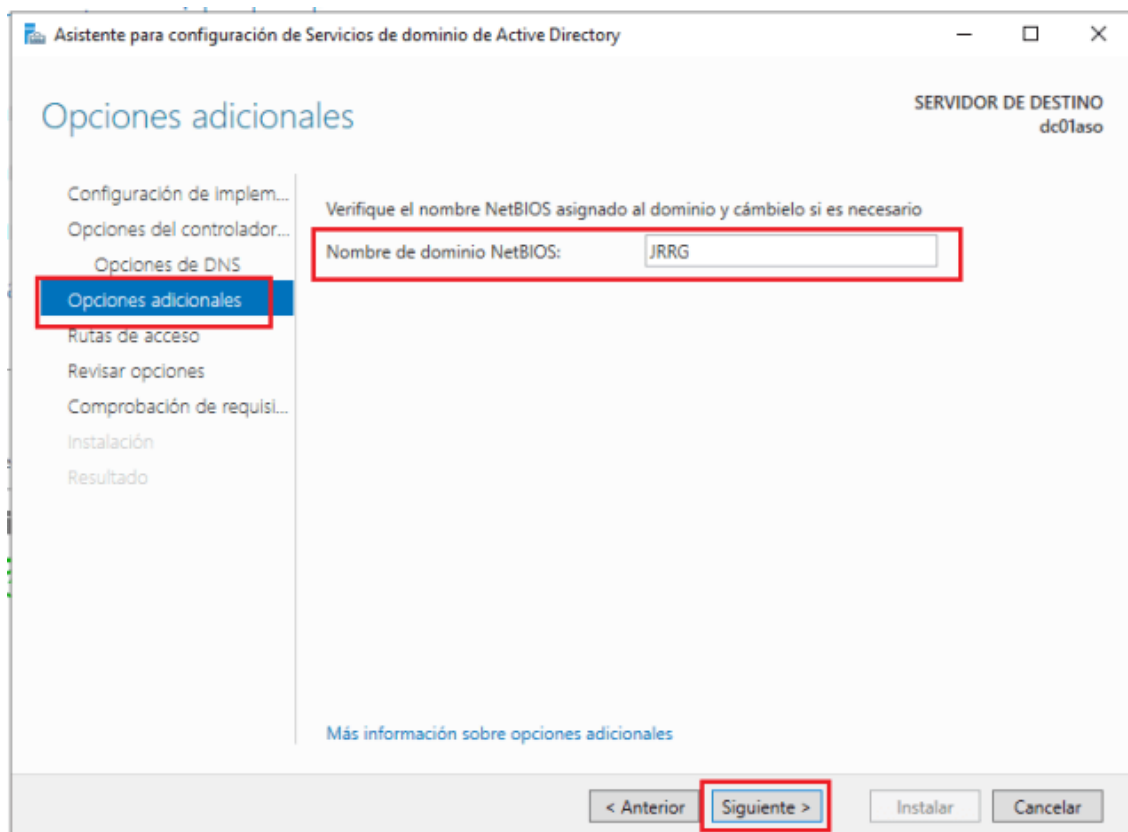 Asistente para configuración de Servicios de dominio de Active Directory
Opciones adicionales
SERVIDOR DE DESTINO
dc01aso
Configuración de implem...
Opciones del controlador...
Opciones de DNS
Opciones adicionales
Rutas de acceso
Revisar opciones
Comprobación de requisi...
Instalación
Resultado
Verifique el nombre NetBIOS asignado al dominio y cámbielo si es necesario
Nombre de dominio NetBIOS: JRRG
Más información sobre opciones adicionales
< Anterior Siguiente > Instalar Cancelar